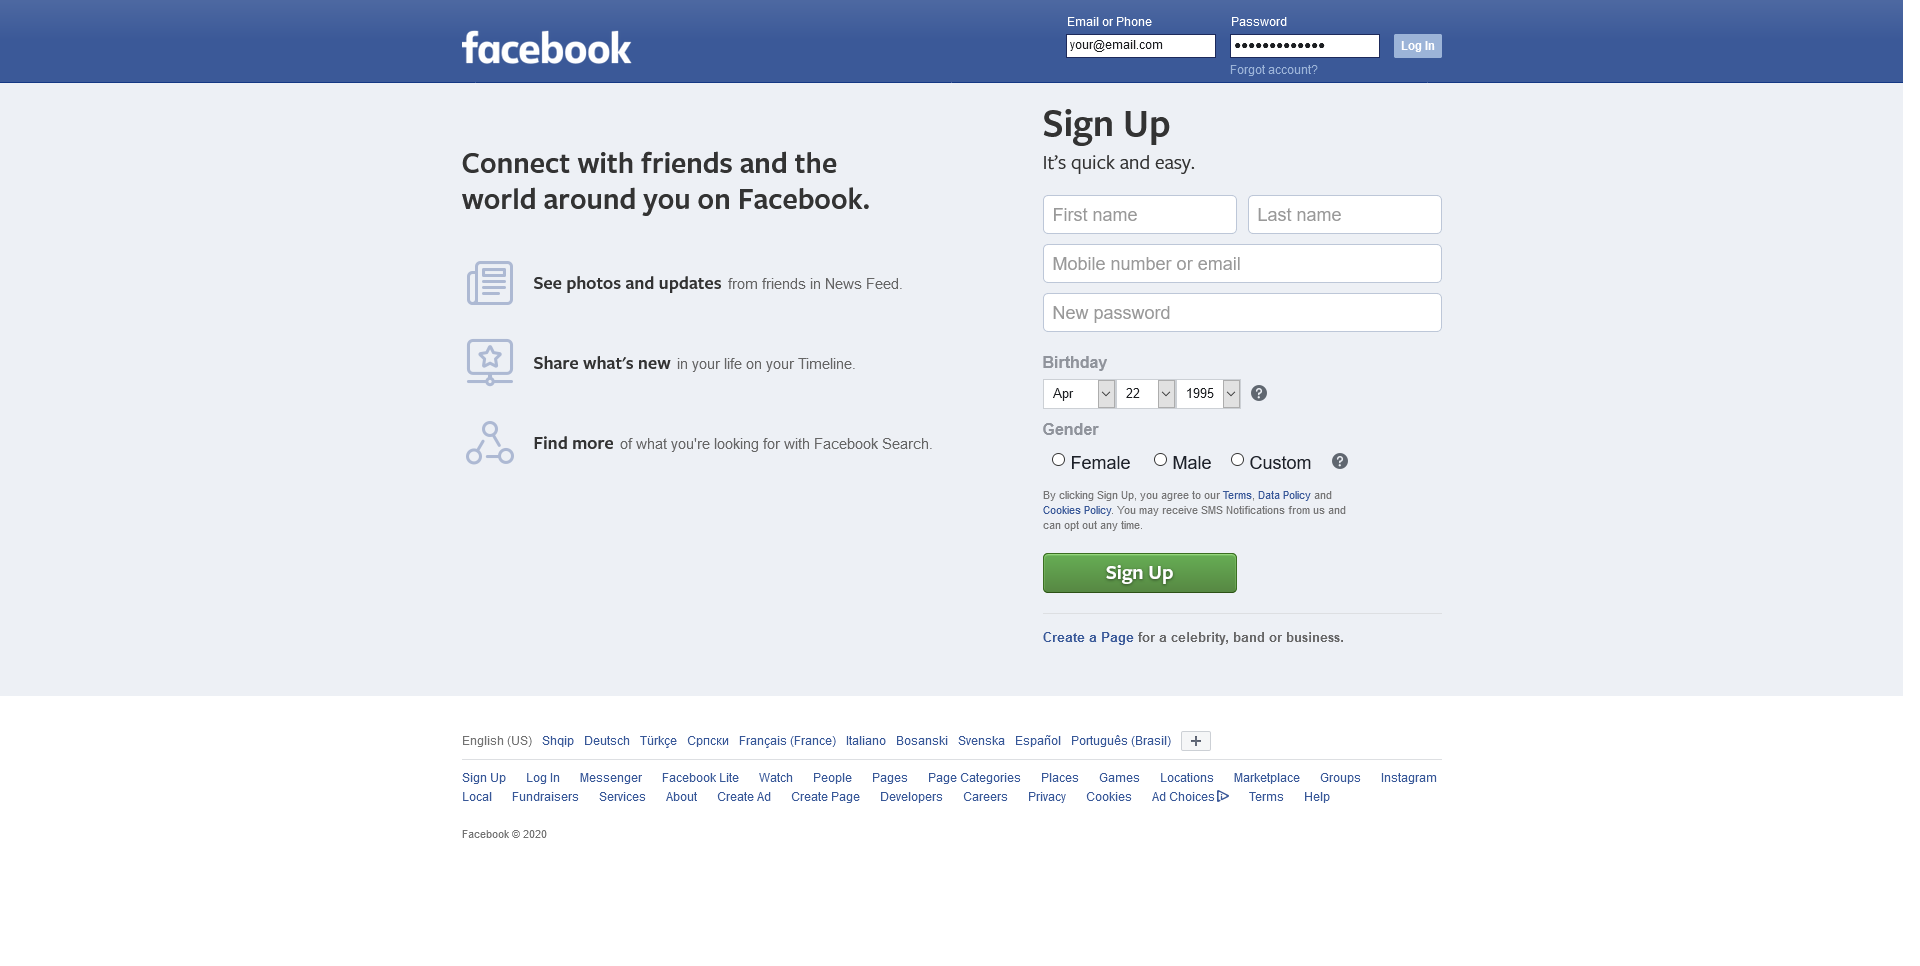 facebook
Email or Phone
Password
your@email.com
•••••••••••••
Log In
Forgot account?
Connect with friends and the
world around you on Facebook.
See photos and updates from friends in News Feed.
Share what's new in your life on your Timeline.
Find more of what you're looking for with Facebook Search.
Sign Up
It's quick and easy.
First name
Last name
Mobile number or email
New password
Birthday
Apr 22 1995 ?
Gender
Female Male Custom ?
By clicking Sign Up, you agree to our Terms, Data Policy and
Cookies Policy. You may receive SMS Notifications from us and
can opt out any time.
Sign Up
Create a Page for a celebrity, band or business.
English (US) Shqip Deutsch Türkçe Српски Français (France) Italiano Bosanski Svenska Español Português (Brasil) +
Sign Up Log In Messenger Facebook Lite Watch People Pages Page Categories Places Games Locations Marketplace Groups Instagram
Local Fundraisers Services About Create Ad Create Page Developers Careers Privacy Cookies Ad Choices Terms Help
Facebook © 2020